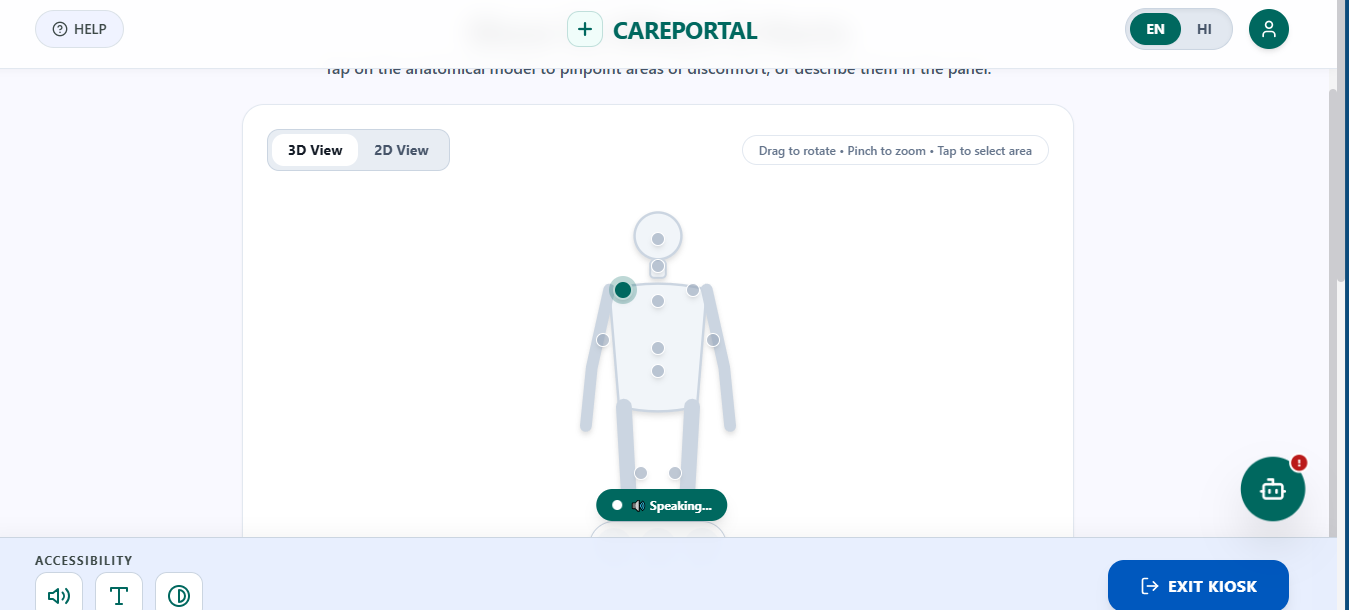 HELP
CAREPORTAL
EN
HI
Tap on the anatomical model to pinpoint areas of discomfort, or describe them in the panel.
3D View
2D View
Drag to rotate • Pinch to zoom • Tap to select area
Speaking...
!
ACCESSIBILITY
T
EXIT KIOSK